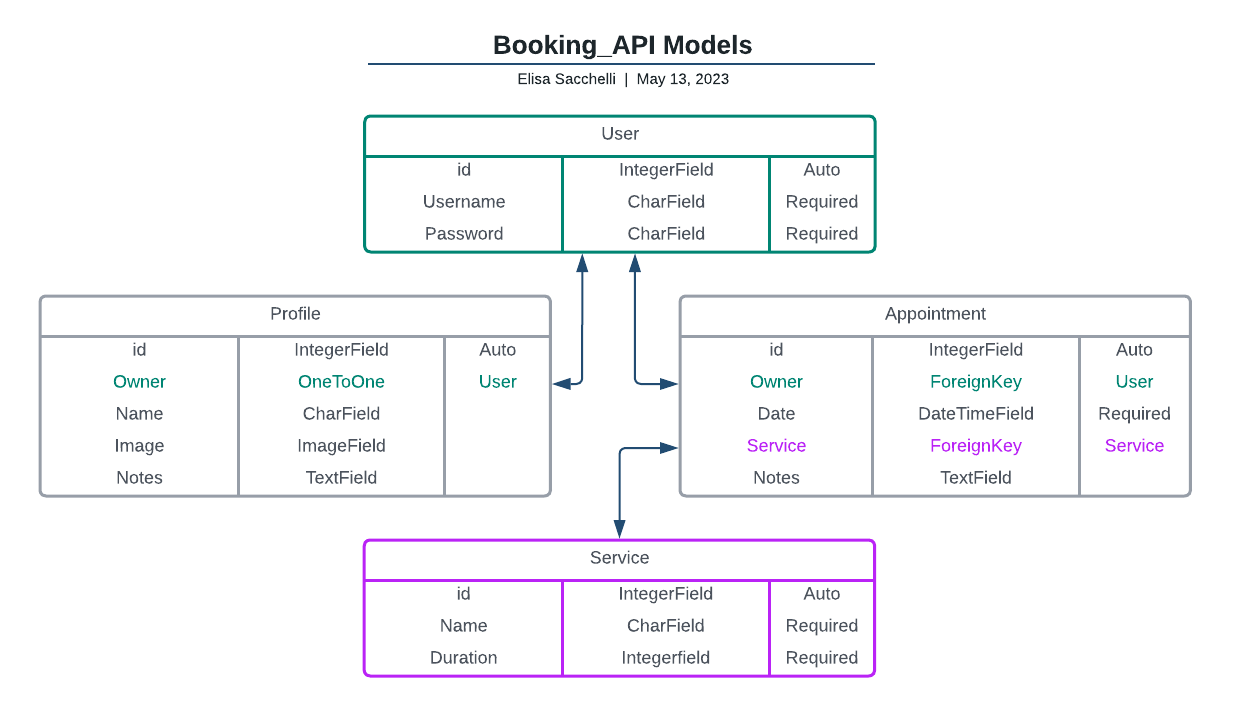 Booking_API Models
Elisa Sacchelli | May 13, 2023
User
id IntegerField Auto
Username CharField Required
Password CharField Required
Profile
id IntegerField Auto
Owner OneToOne User
Name CharField
Image ImageField
Notes TextField
Appointment
id IntegerField Auto
Owner ForeignKey User
Date DateTimeField Required
Service ForeignKey Service
Notes TextField
Service
id IntegerField Auto
Name CharField Required
Duration Integerfield Required